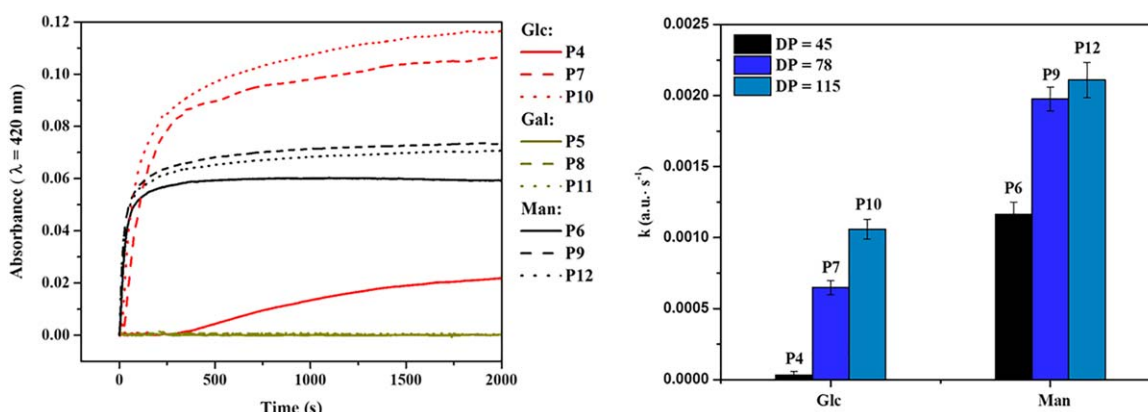 Absorbance ( λ = 420 nm)
0.12
0.10
0.08
0.06
0.04
0.02
0.00
0
500
1000
1500
2000
Time (s)
Glc:
P4
P7
P10
Gal:
P5
P8
P11
Man:
P6
P9
P12
k (a.u.· s⁻¹)
0.0025
0.0020
0.0015
0.0010
0.0005
0.0000
DP = 45
DP = 78
DP = 115
P4
P7
P10
P6
P9
P12
Glc
Man